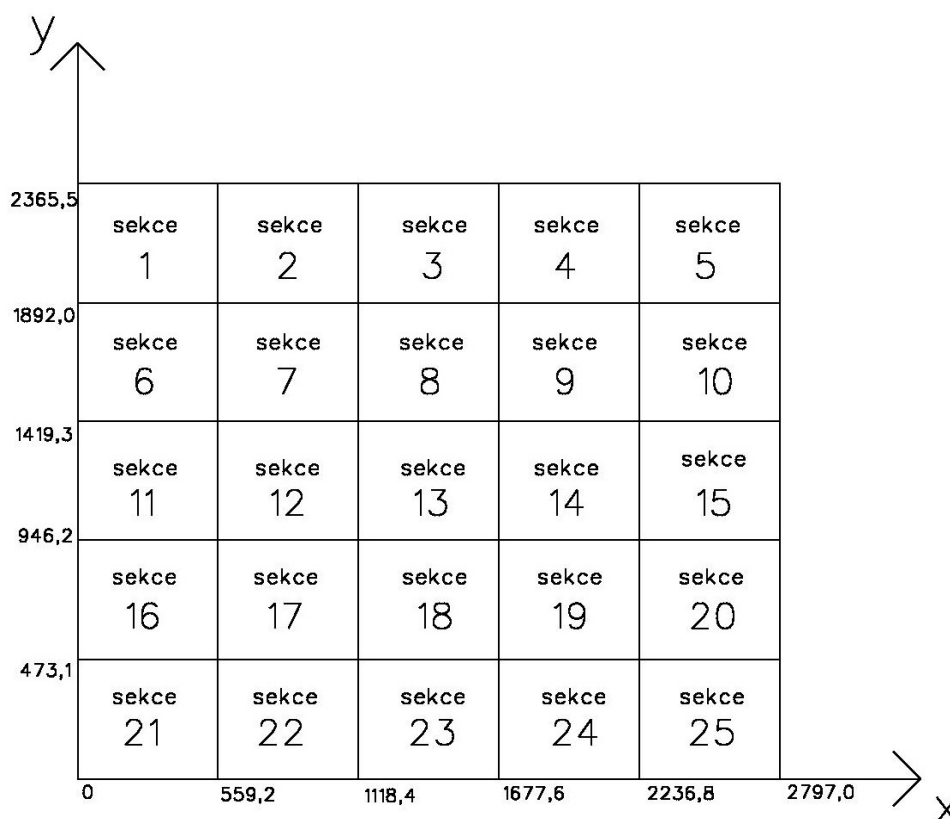 y
2365,5
sekce sekce sekce sekce sekce
1 2 3 4 5
1892,0
sekce sekce sekce sekce sekce
6 7 8 9 10
1419,3
sekce sekce sekce sekce sekce
11 12 13 14 15
946,2
sekce sekce sekce sekce sekce
16 17 18 19 20
473,1
sekce sekce sekce sekce sekce
21 22 23 24 25
0 559,2 1118,4 1677,6 2236,8 2797,0
x